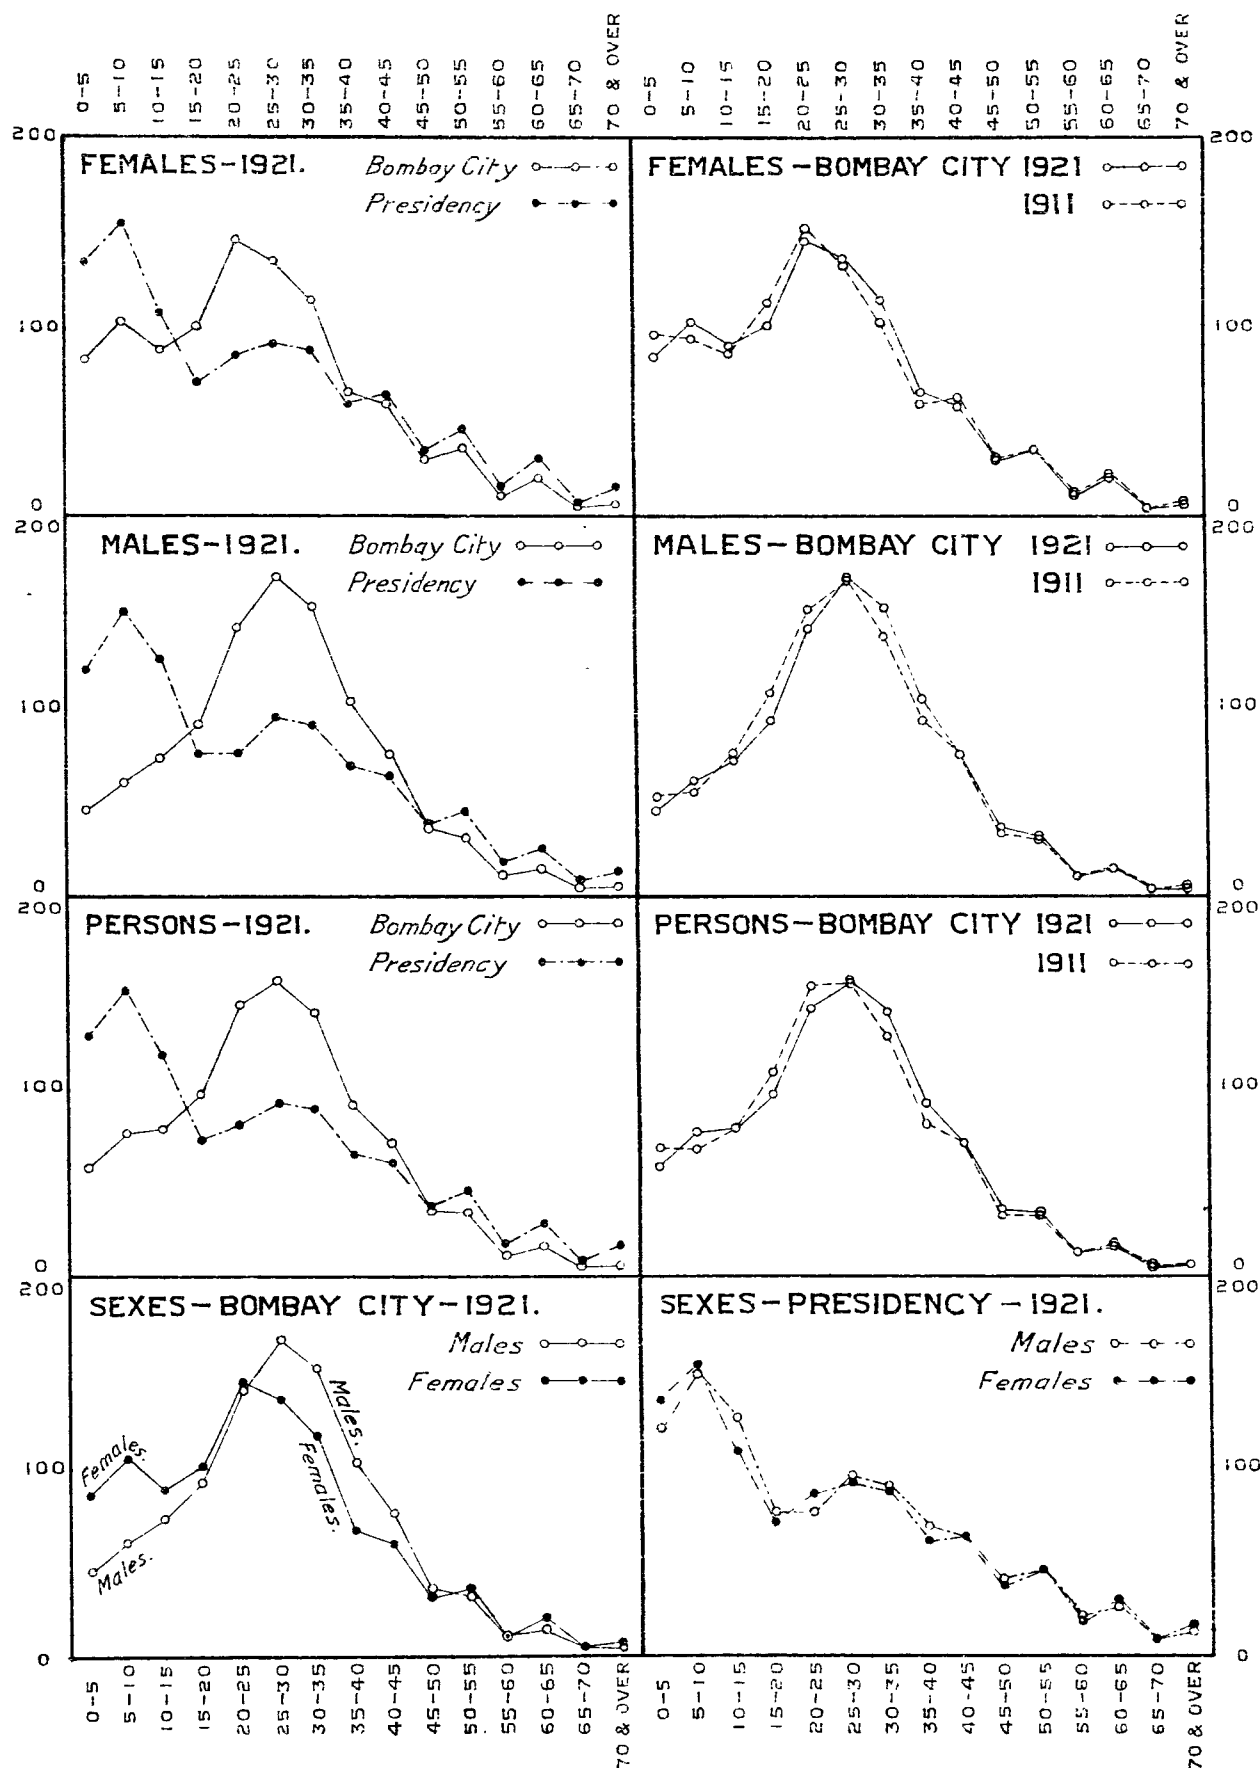 0-5 5-10 10-15 15-20 20-25 25-30 30-35 35-40 40-45 45-50 50-55 55-60 60-65 65-70 70 & OVER
0-5 5-10 10-15 15-20 20-25 25-30 30-35 35-40 40-45 45-50 50-55 55-60 60-65 65-70 70 & OVER
200
FEMALES-1921.
Bombay City
Presidency
100
0
FEMALES-BOMBAY CITY 1921
1911
200
100
0
200
MALES-1921.
Bombay City
Presidency
100
0
MALES-BOMBAY CITY 1921
1911
200
100
0
200
PERSONS-1921.
Bombay City
Presidency
100
0
PERSONS-BOMBAY CITY 1921
1911
200
100
0
200
SEXES-BOMBAY CITY-1921.
Males
Females
Males.
Females.
Females.
Males.
100
0
SEXES-PRESIDENCY-1921.
Males
Females
200
100
0
0-5 5-10 10-15 15-20 20-25 25-30 30-35 35-40 40-45 45-50 50-55 55-60 60-65 65-70 70 & OVER
0-5 5-10 10-15 15-20 20-25 25-30 30-35 35-40 40-45 45-50 50-55 55-60 60-65 65-70 70 & OVER